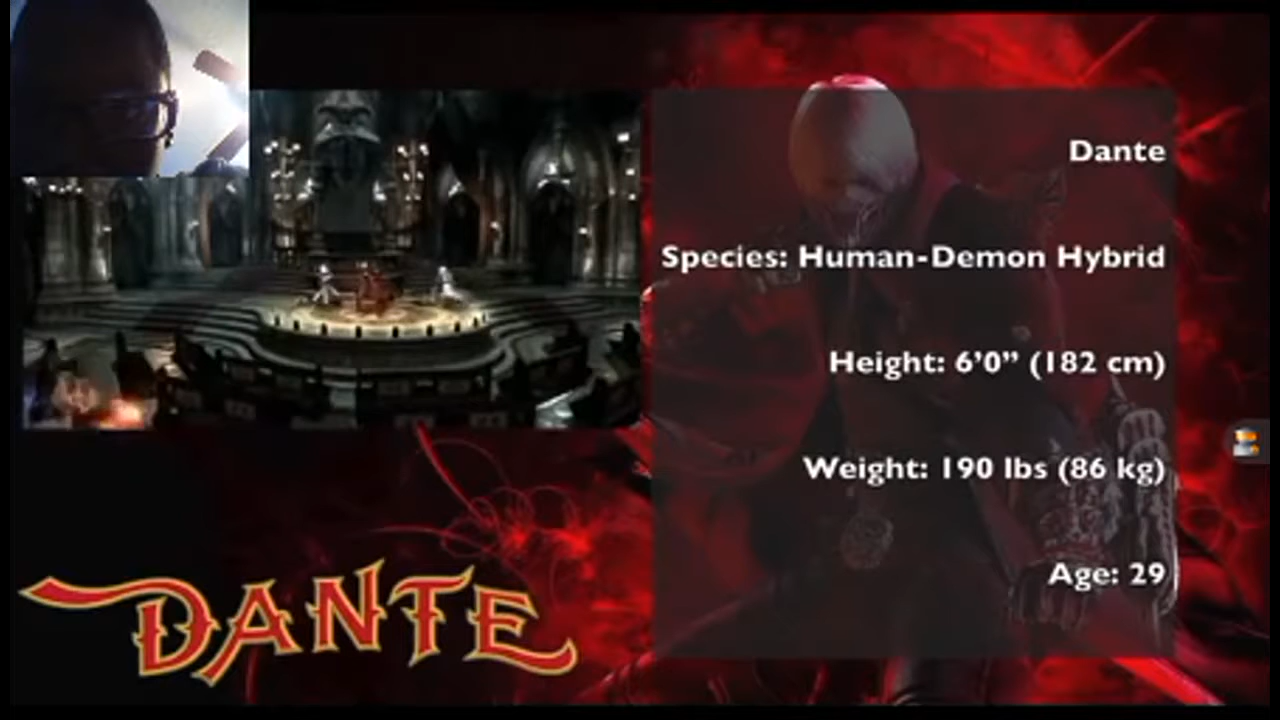 Dante
Species: Human-Demon Hybrid
Height: 6’0” (182 cm)
Weight: 190 lbs (86 kg)
Age: 29
DANTE